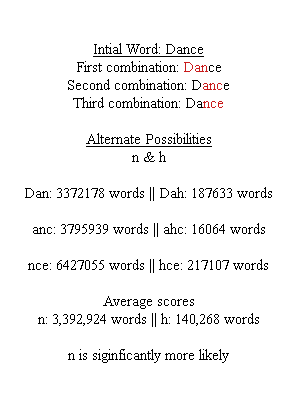 Intial Word: Dance
First combination: Dance
Second combination: Dance
Third combination: Dance
Alternate Possibilities
n & h
Dan: 3372178 words || Dah: 187633 words
anc: 3795939 words || ahc: 16064 words
nce: 6427055 words || hce: 217107 words
Average scores
n: 3,392,924 words || h: 140,268 words
n is siginficantly more likely